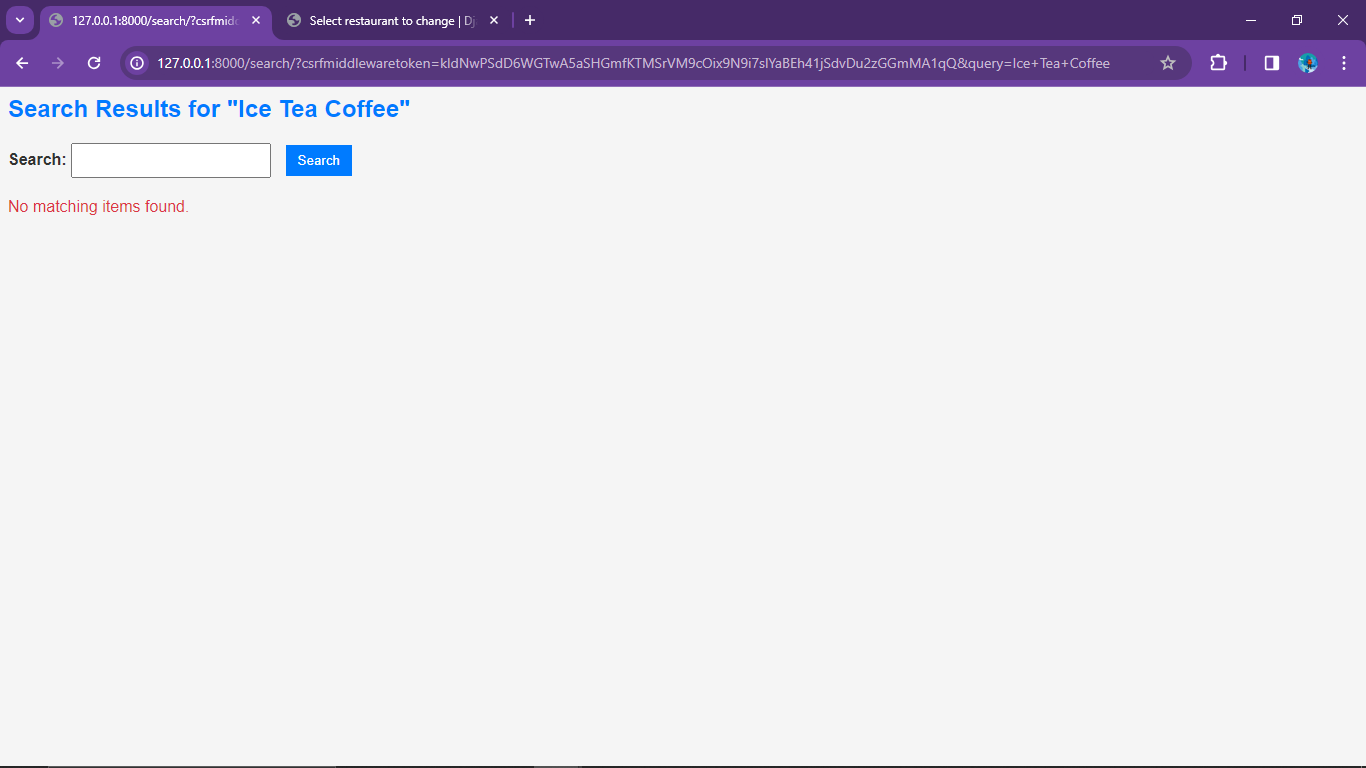 127.0.0.1:8000/search/?csrfmidd
Select restaurant to change | Dj
127.0.0.1:8000/search/?csrfmiddlewaretoken=kIdNwPSdD6WGTwA5aSHGmfKTMSrVM9cOix9N9i7slYaBEh41jSdvDu2zGGmMA1qQ&query=Ice+Tea+Coffee
Search Results for "Ice Tea Coffee"
Search: Search
No matching items found.